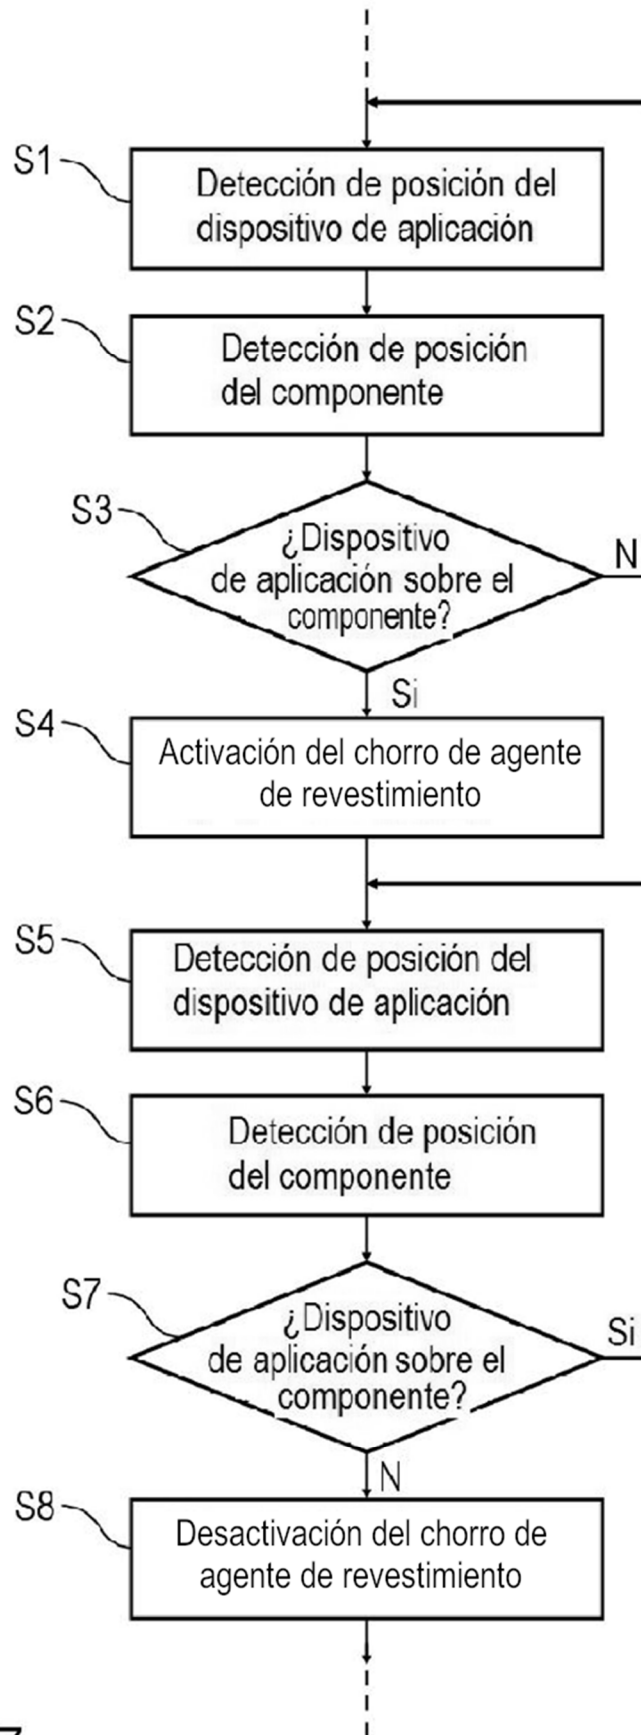 S1
Detección de posición del
dispositivo de aplicación
S2
Detección de posición
del componente
S3
¿Dispositivo
de aplicación sobre el
componente?
N
Si
S4
Activación del chorro de agente
de revestimiento
S5
Detección de posición del
dispositivo de aplicación
S6
Detección de posición
del componente
S7
¿Dispositivo
de aplicación sobre el
componente?
Si
N
S8
Desactivación del chorro de
agente de revestimiento